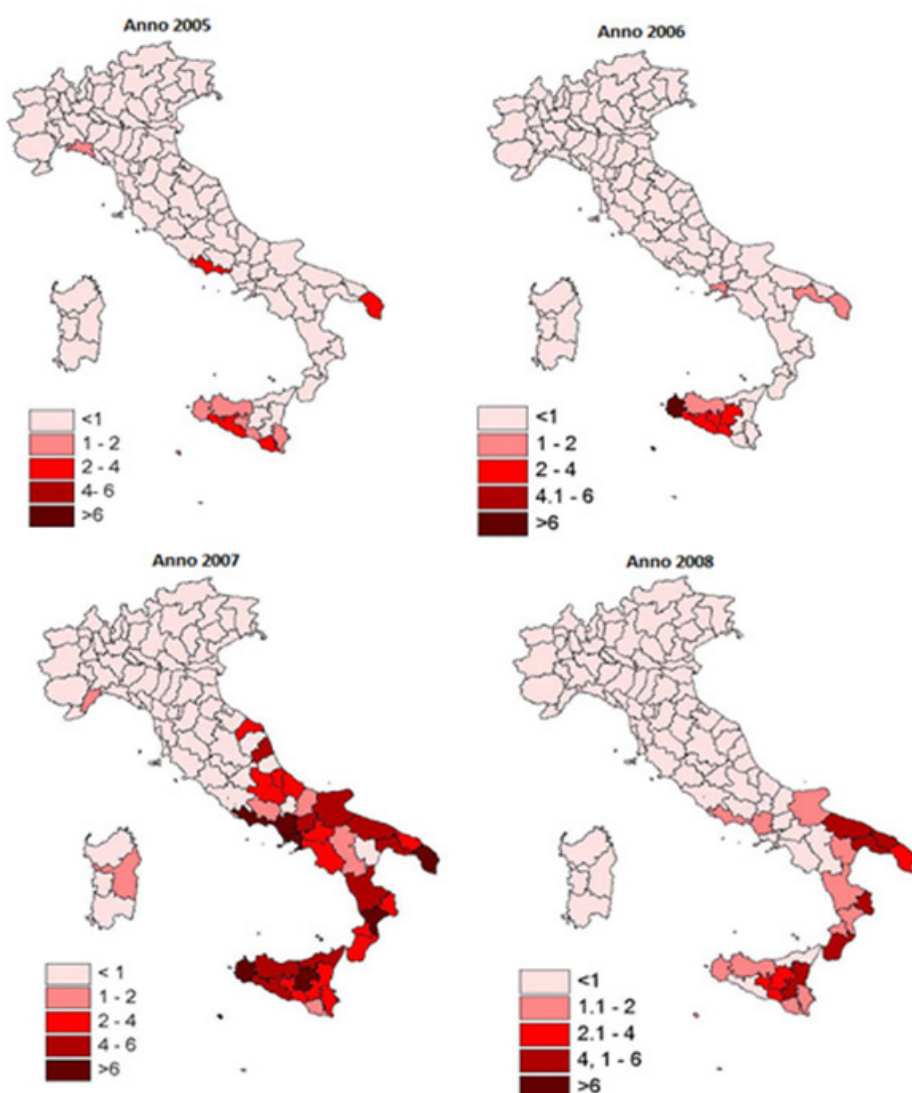 Anno 2005
<1
1 - 2
2 - 4
4- 6
>6
Anno 2006
<1
1 - 2
2 - 4
4.1 - 6
>6
Anno 2007
< 1
1 - 2
2 - 4
4 - 6
>6
Anno 2008
<1
1.1 - 2
2.1 - 4
4, 1 - 6
>6